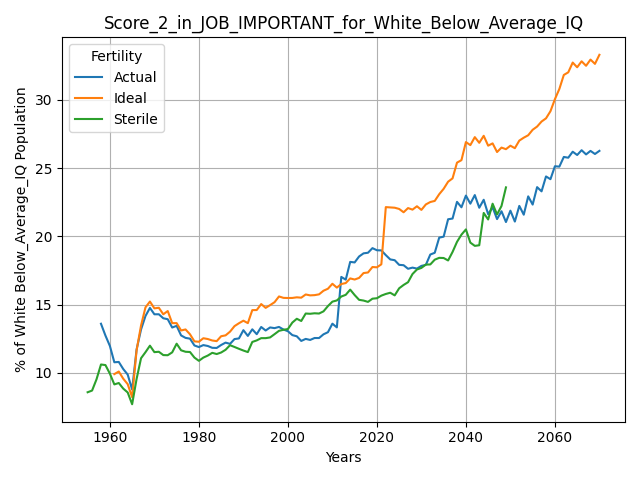 Score_2_in_JOB_IMPORTANT_for_White_Below_Average_IQ
% of White Below_Average_IQ Population
Fertility
Actual
Ideal
Sterile
30
25
20
15
10
1960
1980
2000
2020
2040
2060
Years